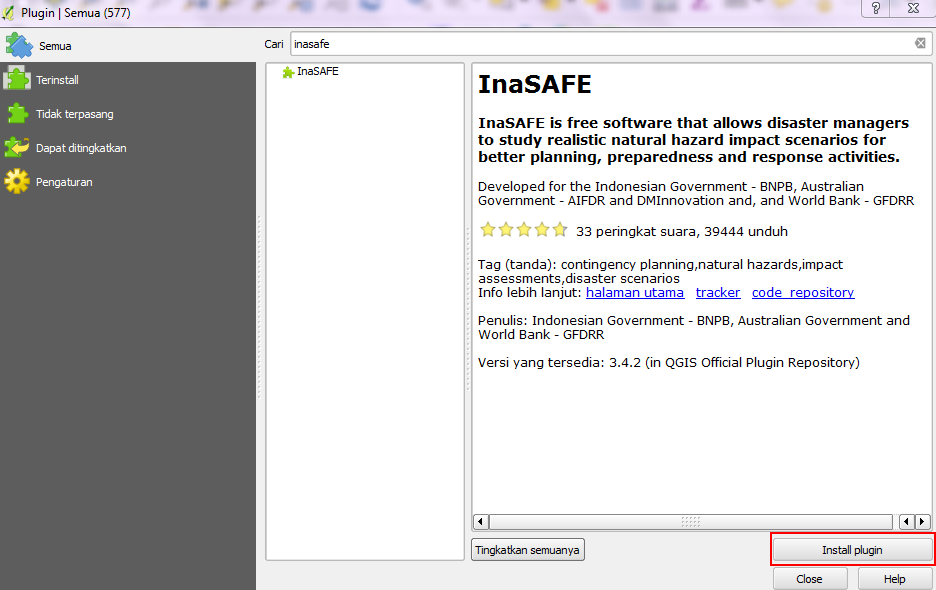 Plugin | Semua (577)
?
Semua
Terinstall
Tidak terpasang
Dapat ditingkatkan
Pengaturan
Cari
inasafe
InaSAFE
InaSAFE
InaSAFE is free software that allows disaster managers
to study realistic natural hazard impact scenarios for
better planning, preparedness and response activities.
Developed for the Indonesian Government - BNPB, Australian
Government - AIFDR and DMInnovation and, and World Bank - GFDRR
33 peringkat suara, 39444 unduh
Tag (tanda): contingency planning,natural hazards,impact
assessments,disaster scenarios
Info lebih lanjut: halaman utama tracker code_repository
Penulis: Indonesian Government - BNPB, Australian Government and
World Bank - GFDRR
Versi yang tersedia: 3.4.2 (in QGIS Official Plugin Repository)
Tingkatkan semuanya
Install plugin
Close
Help